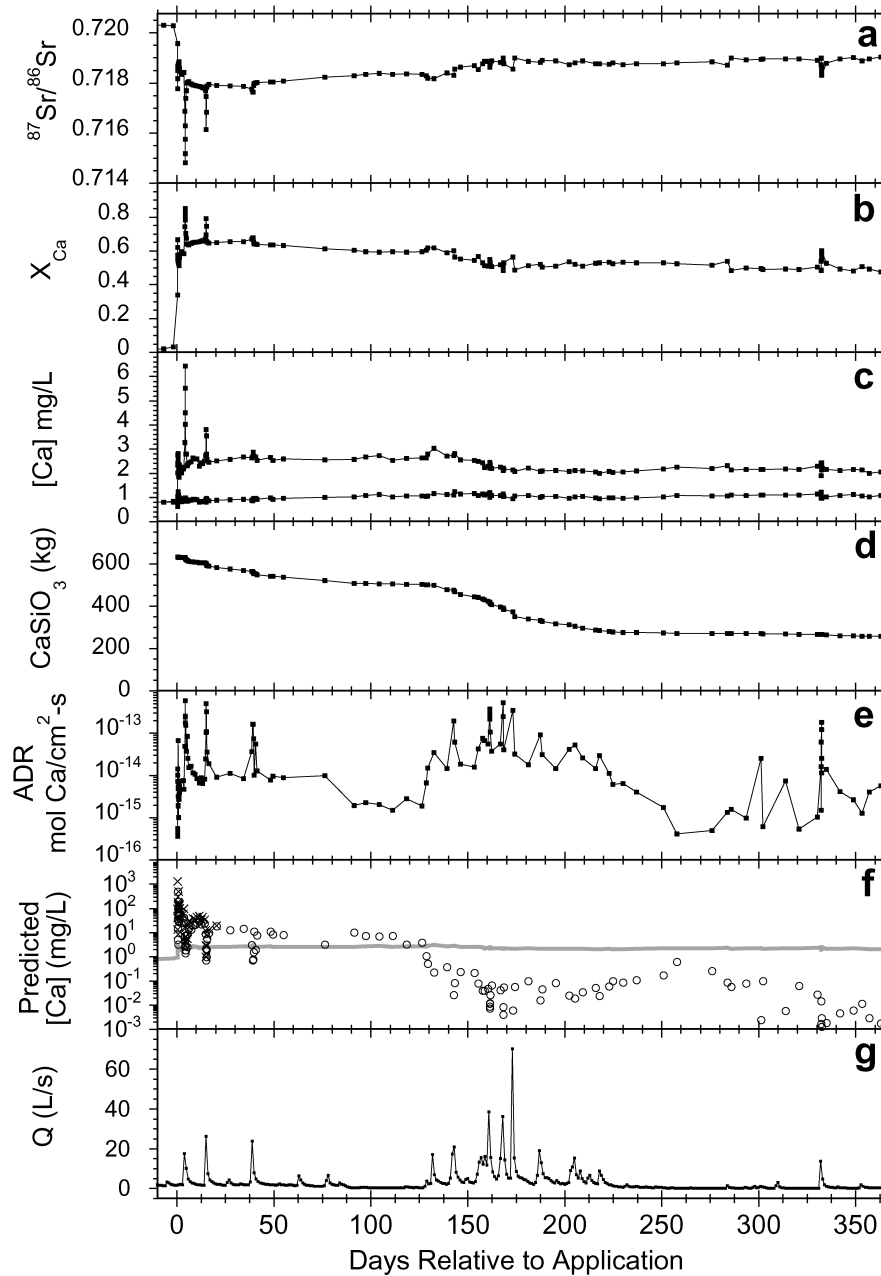 0.720
0.718
0.716
0.714
⁸⁷Sr/⁸⁶Sr
a
0.8
0.6
0.4
0.2
0
X_Ca
b
6
5
4
3
2
1
0
[Ca] mg/L
c
600
400
200
0
CaSiO₃ (kg)
d
10⁻¹³
10⁻¹⁴
10⁻¹⁵
10⁻¹⁶
ADR
mol Ca/cm²-s
e
10³
10²
10¹
10⁰
10⁻¹
10⁻²
10⁻³
Predicted
[Ca] (mg/L)
f
60
40
20
0
Q (L/s)
g
0 50 100 150 200 250 300 350
Days Relative to Application